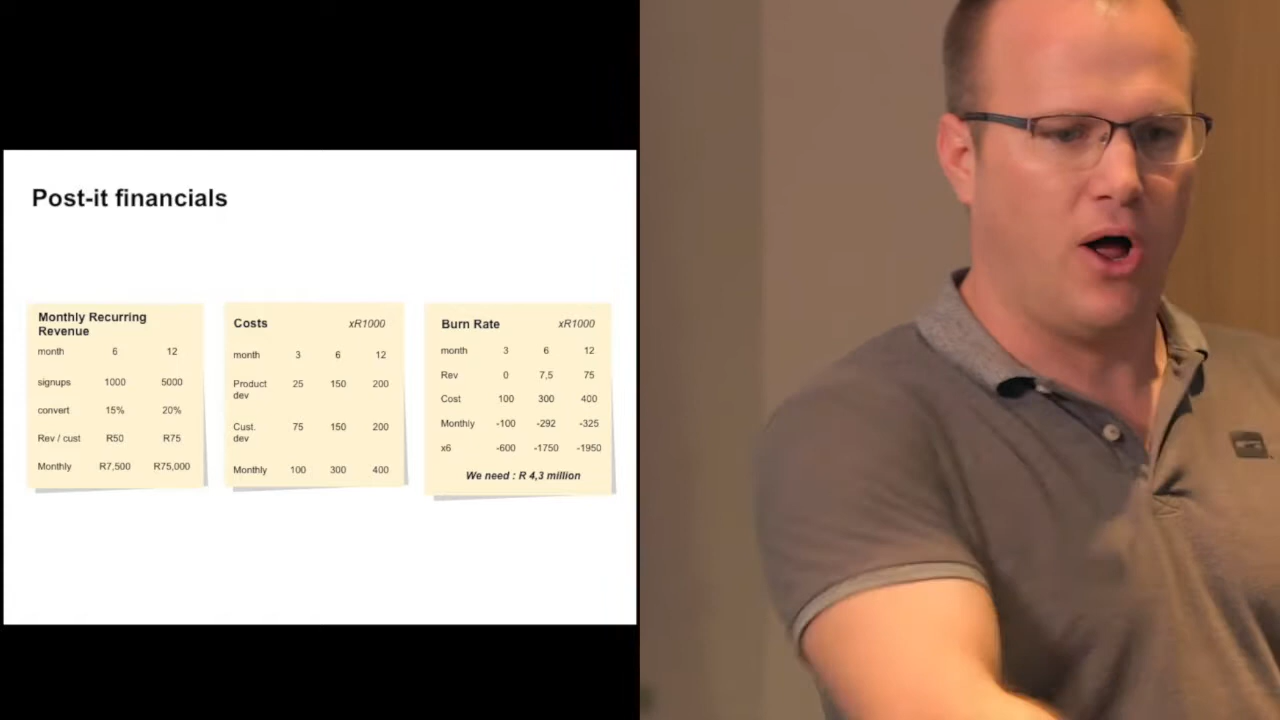 Post-it financials
Monthly Recurring
Revenue
month 6 12
signups 1000 5000
convert 15% 20%
Rev / cust R50 R75
Monthly R7,500 R75,000
Costs xR1000
month 3 6 12
Product
dev 25 150 200
Cust.
dev 75 150 200
Monthly 100 300 400
Burn Rate xR1000
month 3 6 12
Rev 0 7,5 75
Cost 100 300 400
Monthly -100 -292 -325
x6 -600 -1750 -1950
We need : R 4,3 million